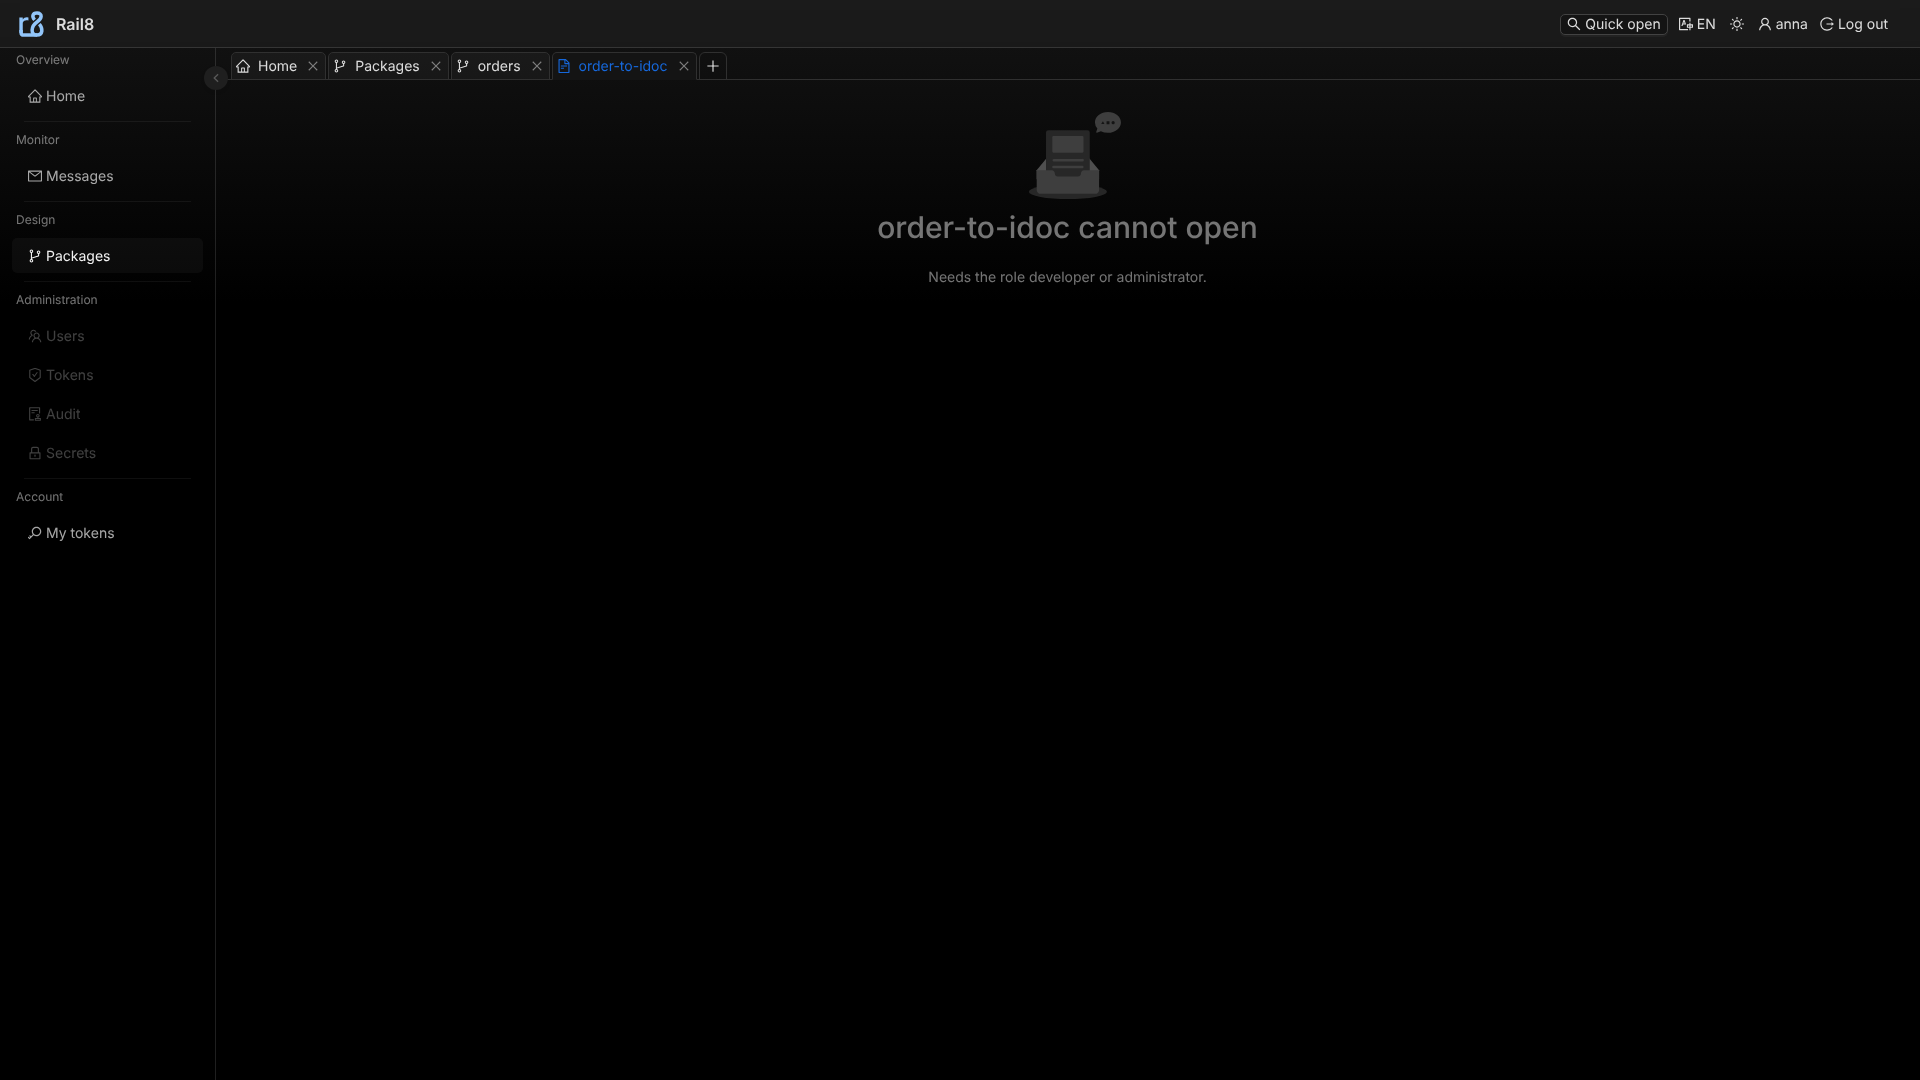 Rail8
Quick open
EN
anna
Log out
Overview
Home
Monitor
Messages
Design
Packages
Administration
Users
Tokens
Audit
Secrets
Account
My tokens
Home
Packages
orders
order-to-idoc
order-to-idoc cannot open
Needs the role developer or administrator.